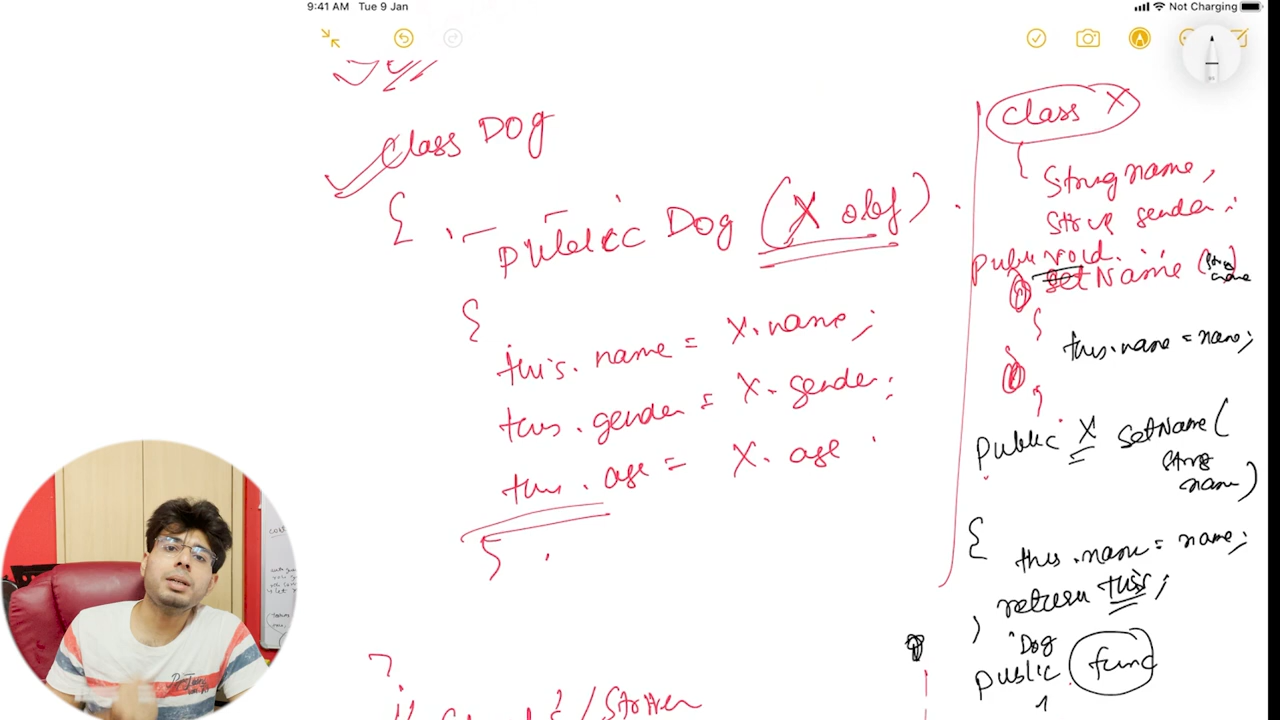 9:41 AM Tue 9 Jan
Not Charging
class Dog
{
public Dog (X obj)
{
this.name = X.name;
this.gender = X.gender;
this.age = X.age
}
class X
{
String name,
String gender;
public void
setName (String name
{
this.name = name;
}
public X setName(
String
name)
{
this.name = name;
return this;
}
Dog
public func
{